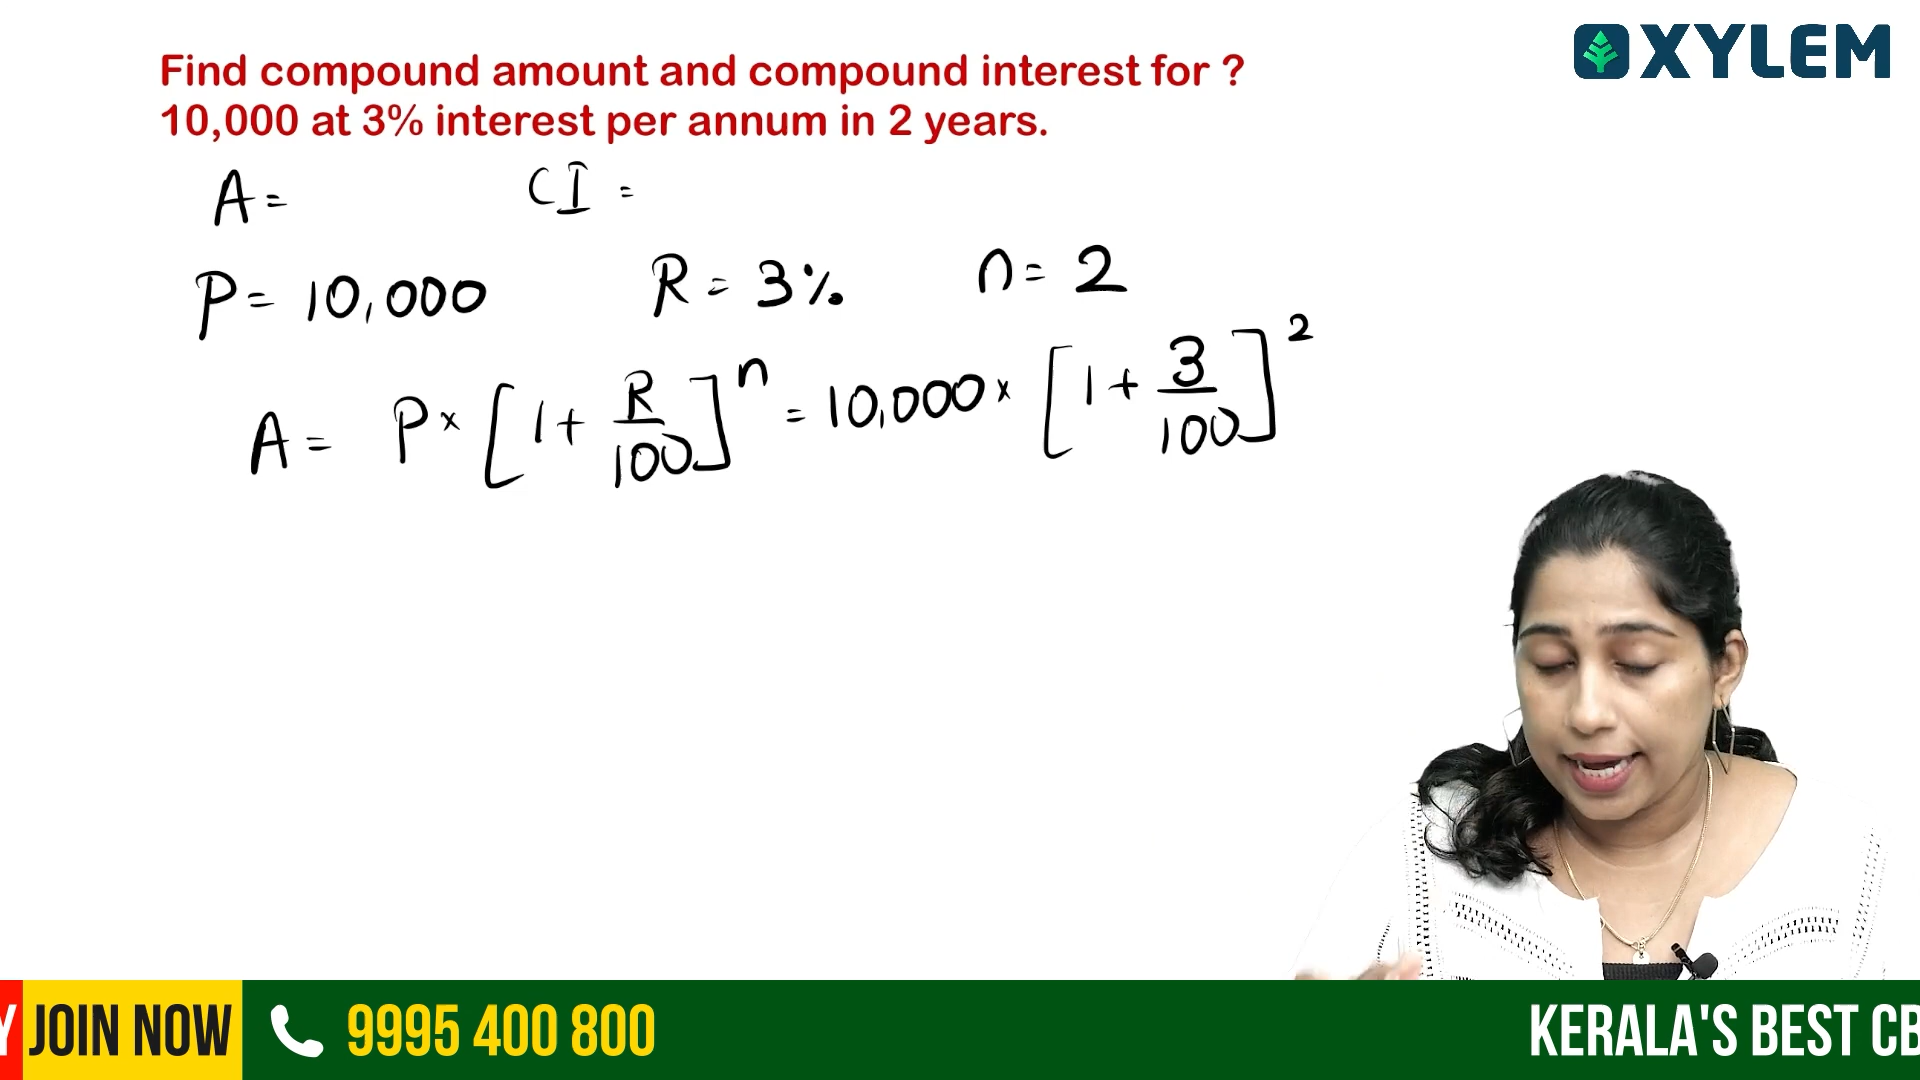 XYLEM
Find compound amount and compound interest for ?
10,000 at 3% interest per annum in 2 years.
A = CI =
P = 10,000 R = 3% n = 2
A = P × [1 + R/100]^n = 10,000 × [1 + 3/100]^2
Y JOIN NOW 9995 400 800 KERALA'S BEST CB